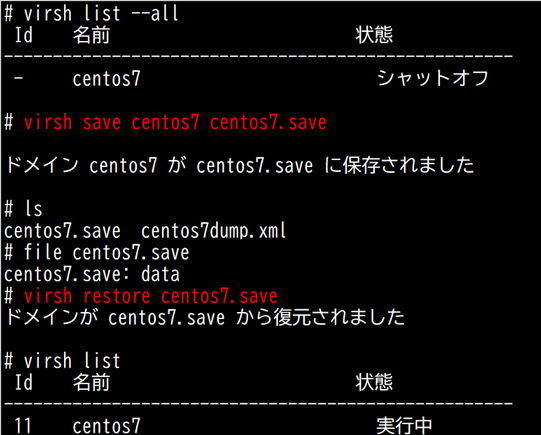 # virsh list --all
Id 名前 状態
----------------------------------------------------
- centos7 シャットオフ
# virsh save centos7 centos7.save
ドメイン centos7 が centos7.save に保存されました
# ls
centos7.save centos7dump.xml
# file centos7.save
centos7.save: data
# virsh restore centos7.save
ドメインが centos7.save から復元されました
# virsh list
Id 名前 状態
----------------------------------------------------
11 centos7 実行中